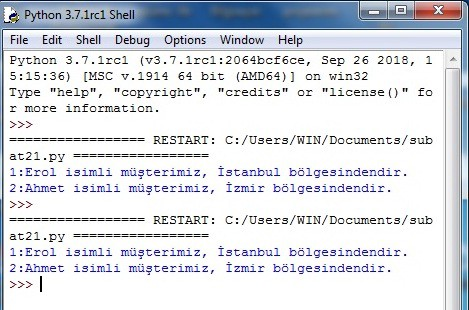 Python 3.7.1rc1 Shell
File Edit Shell Debug Options Window Help
Python 3.7.1rc1 (v3.7.1rc1:2064bcf6ce, Sep 26 2018, 1
5:15:36) [MSC v.1914 64 bit (AMD64)] on win32
Type "help", "copyright", "credits" or "license()" fo
r more information.
>>>
================ RESTART: C:/Users/WIN/Documents/sub
at21.py ================
1:Erol isimli müşterimiz, İstanbul bölgesindendir.
2:Ahmet isimli müşterimiz, İzmir bölgesindendir.
>>>
================ RESTART: C:/Users/WIN/Documents/sub
at21.py ================
1:Erol isimli müşterimiz, İstanbul bölgesindendir.
2:Ahmet isimli müşterimiz, İzmir bölgesindendir.
>>>